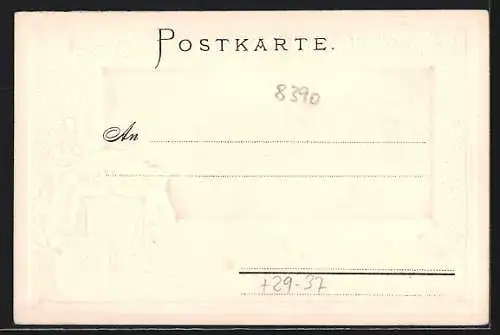 POSTKARTE.
8390
An
+29-37